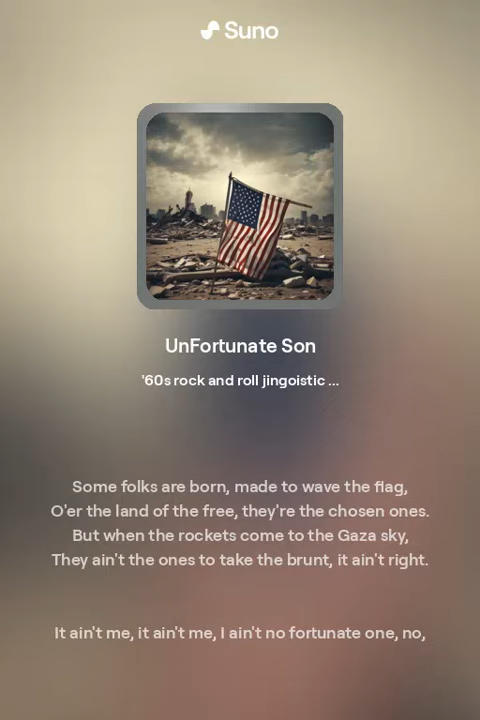 Suno
UnFortunate Son
'60s rock and roll jingoistic ...
Some folks are born, made to wave the flag,
O'er the land of the free, they're the chosen ones.
But when the rockets come to the Gaza sky,
They ain't the ones to take the brunt, it ain't right.
It ain't me, it ain't me, I ain't no fortunate one, no,